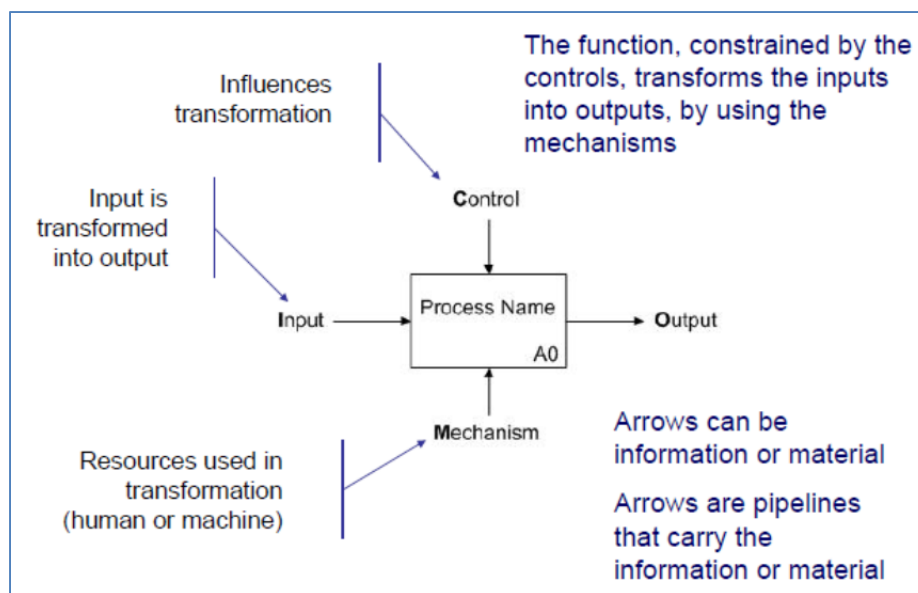 The function, constrained by the
controls, transforms the inputs
into outputs, by using the
mechanisms
Influences
transformation
Control
Input is
transformed
into output
Input
Process Name
A0
Output
Mechanism
Resources used in
transformation
(human or machine)
Arrows can be
information or material
Arrows are pipelines
that carry the
information or material